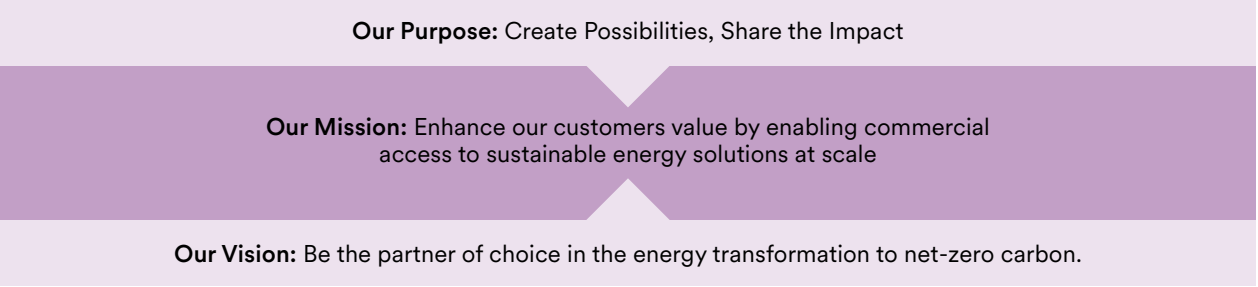 Our Purpose: Create Possibilities, Share the Impact
Our Mission: Enhance our customers value by enabling commercial
access to sustainable energy solutions at scale
Our Vision: Be the partner of choice in the energy transformation to net-zero carbon.